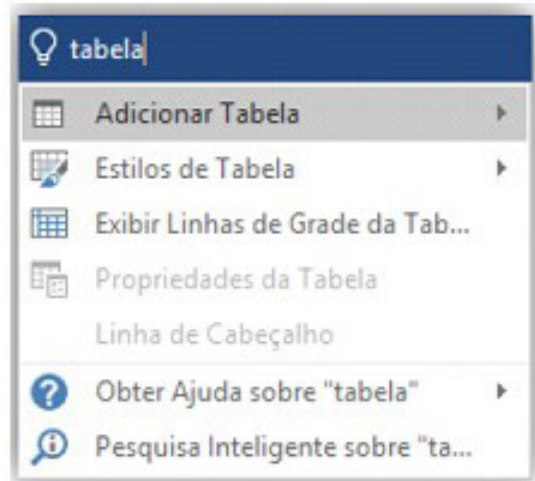 tabela
Adicionar Tabela
Estilos de Tabela
Exibir Linhas de Grade da Tab...
Propriedades da Tabela
Linha de Cabeçalho
Obter Ajuda sobre "tabela"
Pesquisa Inteligente sobre "ta...